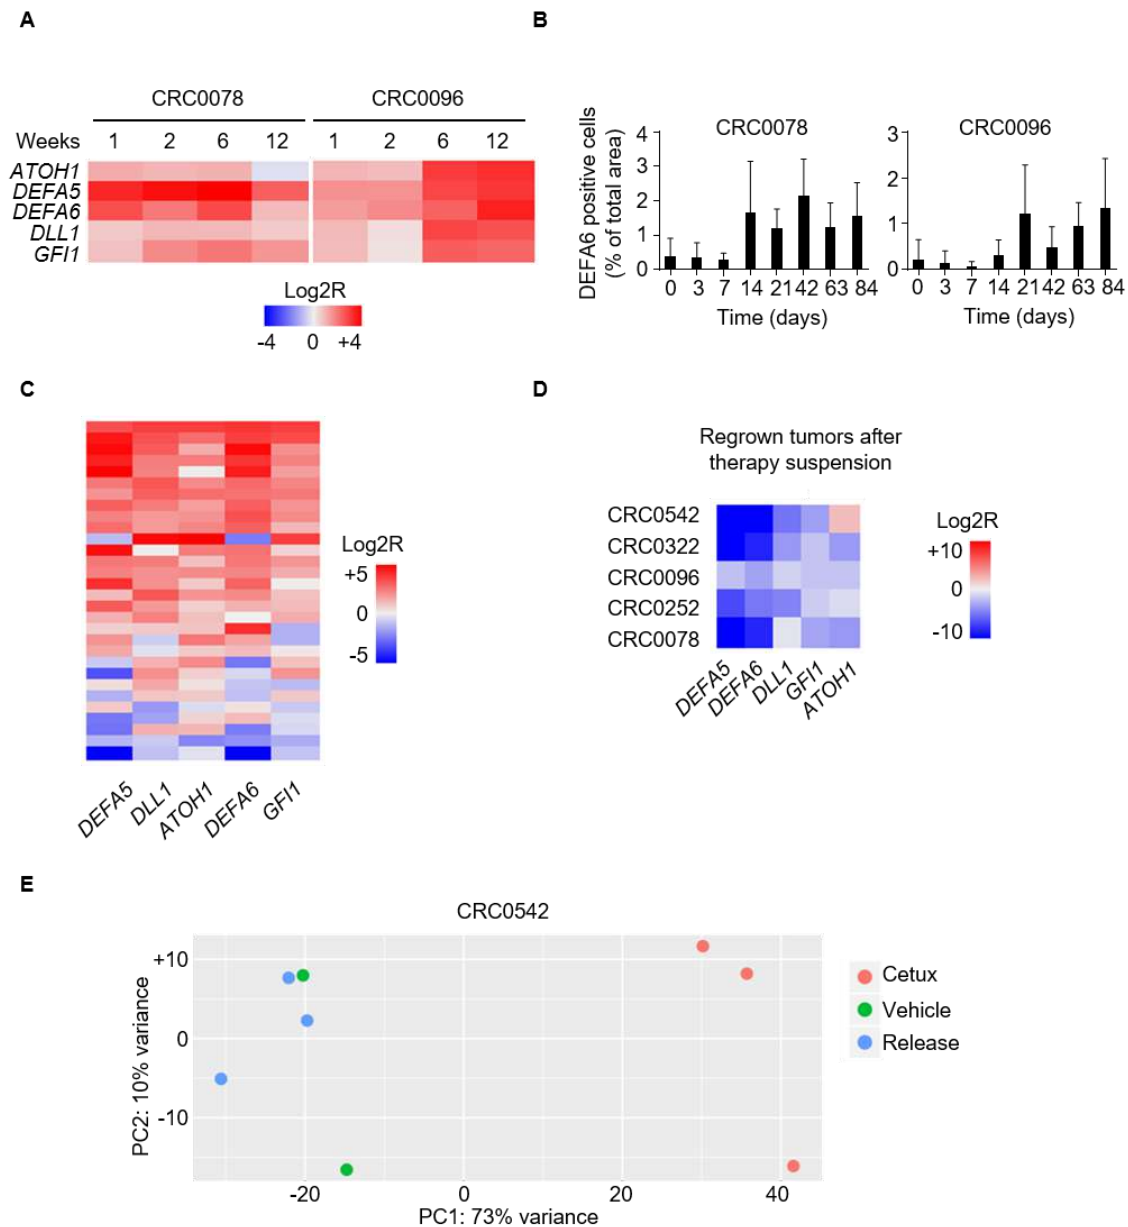 A
CRC0078 CRC0096
Weeks 1 2 6 12 1 2 6 12
ATOH1
DEFA5
DEFA6
DLL1
GFI1
Log2R
-4 0 +4
B
DEFA6 positive cells
(% of total area)
CRC0078
4
3
2
1
0
0 3 7 14 21 42 63 84
Time (days)
CRC0096
3
2
1
0
0 3 7 14 21 42 63 84
Time (days)
C
Log2R
+5
0
-5
DEFA5 DLL1 ATOH1 DEFA6 GFI1
D
Regrown tumors after
therapy suspension
CRC0542
CRC0322
CRC0096
CRC0252
CRC0078
DEFA5 DEFA6 DLL1 GFI1 ATOH1
Log2R
+10
0
-10
E
CRC0542
PC2: 10% variance
+10
0
-10
-20 0 20 40
PC1: 73% variance
Cetux
Vehicle
Release